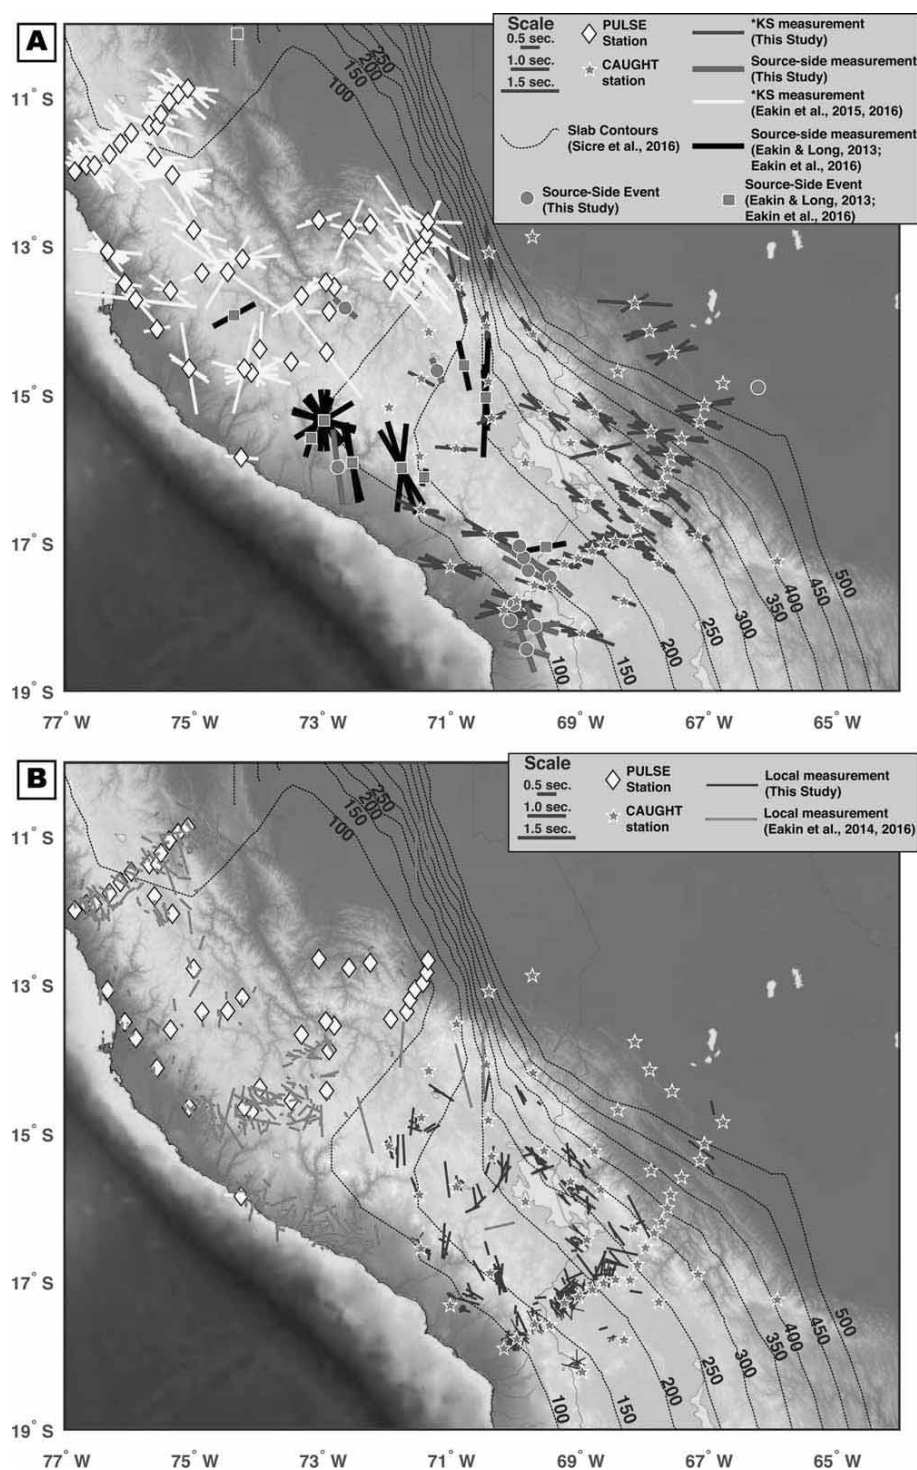 A
Scale
0.5 sec.
1.0 sec.
1.5 sec.
PULSE
Station
CAUGHT
station
Slab Contours
(Sicre et al., 2016)
Source-Side Event
(This Study)
*KS measurement
(This Study)
Source-side measurement
(This Study)
*KS measurement
(Eakin et al., 2015, 2016)
Source-side measurement
(Eakin & Long, 2013;
Eakin et al., 2016)
Source-Side Event
(Eakin & Long, 2013;
Eakin et al., 2016)
250
200
150
100
11° S
13° S
15° S
17° S
19° S
100
150
200
250
300
350
400
450
500
77° W
75° W
73° W
71° W
69° W
67° W
65° W
B
Scale
0.5 sec.
1.0 sec.
1.5 sec.
PULSE
Station
CAUGHT
station
Local measurement
(This Study)
Local measurement
(Eakin et al., 2014, 2016)
250
200
150
100
11° S
13° S
15° S
17° S
19° S
100
150
200
250
300
350
400
450
500
77° W
75° W
73° W
71° W
69° W
67° W
65° W